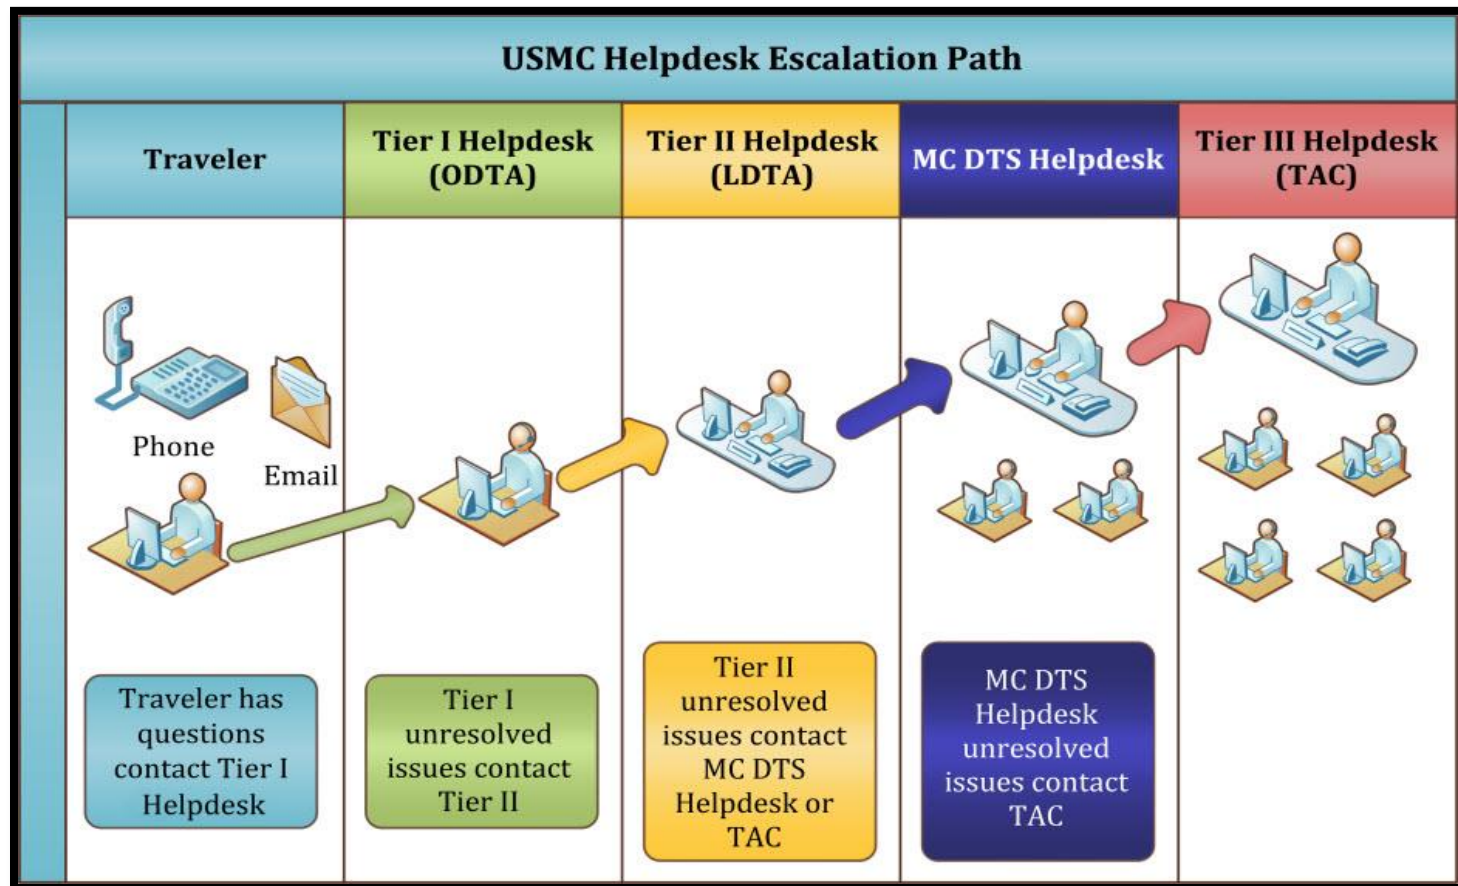 USMC Helpdesk Escalation Path
Traveler
Tier I Helpdesk
(ODTA)
Tier II Helpdesk
(LDTA)
MC DTS Helpdesk
Tier III Helpdesk
(TAC)
Phone
Email
Traveler has
questions
contact Tier I
Helpdesk
Tier I
unresolved
issues contact
Tier II
Tier II
unresolved
issues contact
MC DTS
Helpdesk or
TAC
MC DTS
Helpdesk
unresolved
issues contact
TAC